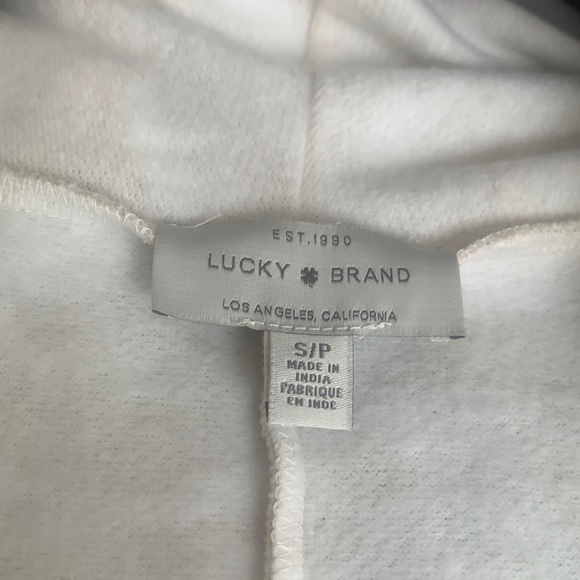 EST.1990
LUCKY BRAND
LOS ANGELES, CALIFORNIA
S/P
MADE IN
INDIA
FABRIQUE
EN INDE